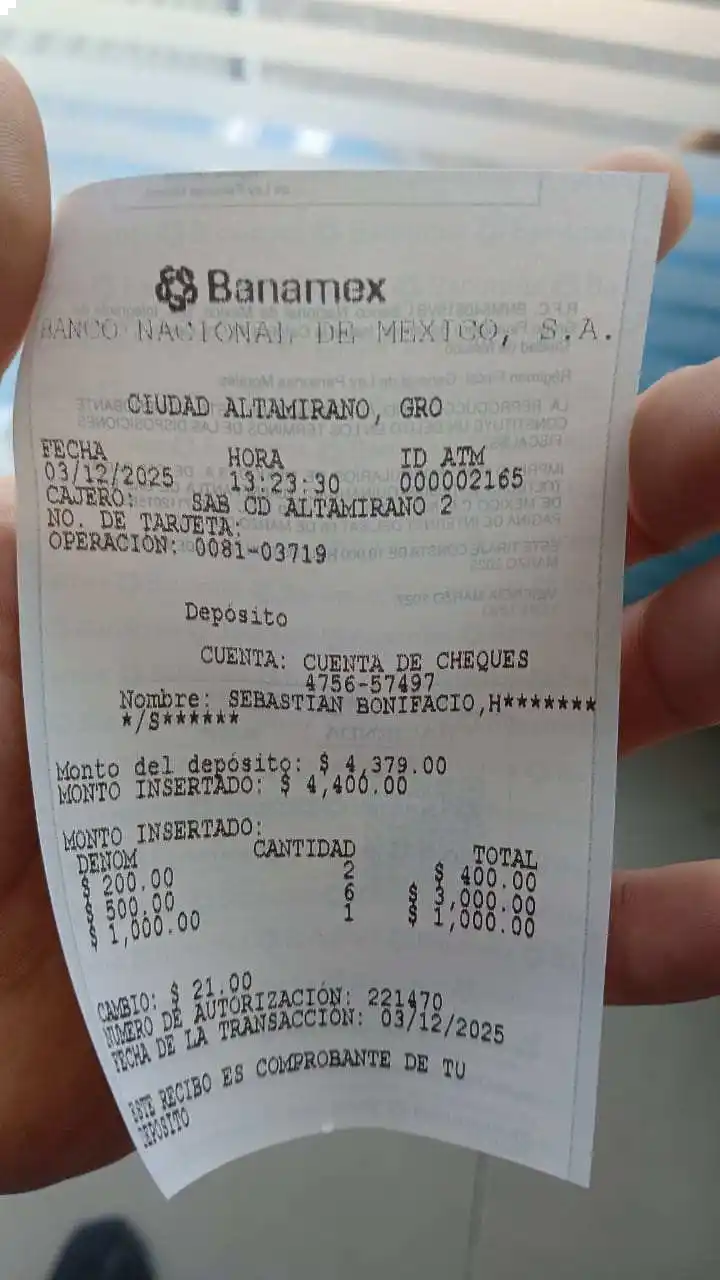 Banamex
BANCO NACIONAL DE MEXICO, S.A.
CIUDAD ALTAMIRANO, GRO
FECHA HORA ID ATM
03/12/2025 13:23:30 000002165
CAJERO: SAB CD ALTAMIRANO 2
NO. DE TARJETA:
OPERACIÓN: 0081-03719
Depósito
CUENTA: CUENTA DE CHEQUES
4756-57497
Nombre: SEBASTIAN BONIFACIO,H*******
*/S******
Monto del depósito: $ 4,379.00
MONTO INSERTADO: $ 4,400.00
MONTO INSERTADO:
DENOM CANTIDAD TOTAL
$ 200.00 2 $ 400.00
$ 500.00 6 $ 3,000.00
$ 1,000.00 1 $ 1,000.00
CAMBIO: $ 21.00
NUMERO DE AUTORIZACIÓN: 221470
FECHA DE LA TRANSACCIÓN: 03/12/2025
ESTE RECIBO ES COMPROBANTE DE TU
DEPOSITO